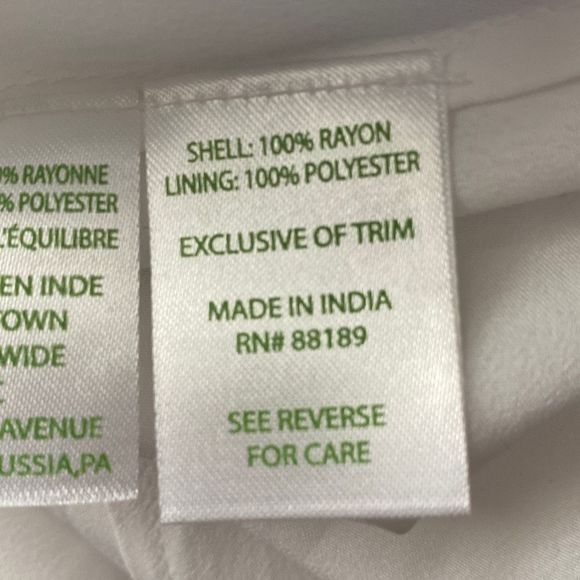 % RAYONNE
% POLYESTER
L'ÉQUILIBRE
EN INDE
TOWN
WIDE
AVENUE
RUSSIA,PA
SHELL: 100% RAYON
LINING: 100% POLYESTER
EXCLUSIVE OF TRIM
MADE IN INDIA
RN# 88189
SEE REVERSE
FOR CARE